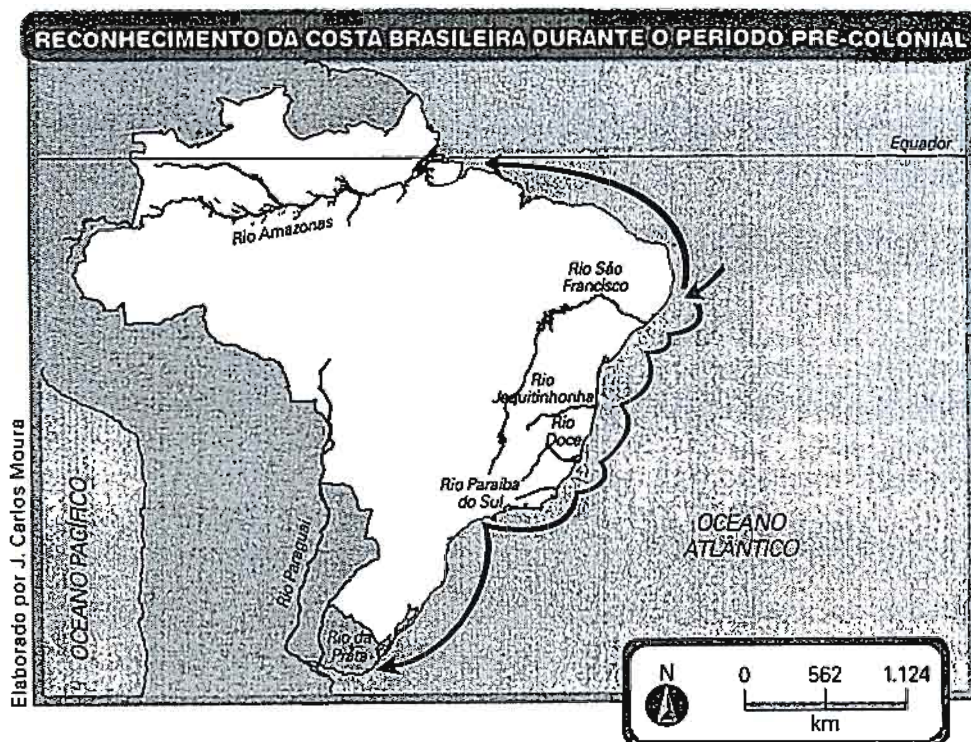 RECONHECIMENTO DA COSTA BRASILEIRA DURANTE O PERÍODO PRÉ-COLONIAL
Equador
Rio Amazonas
Rio São
Francisco
Rio
Jequitinhonha
Rio
Doce
Rio Paraíba
do Sul
OCEANO
ATLÂNTICO
OCEANO PACÍFICO
Rio Paraguai
Rio da
Prata
Elaborado por J. Carlos Moura
N
0 562 1.124
km